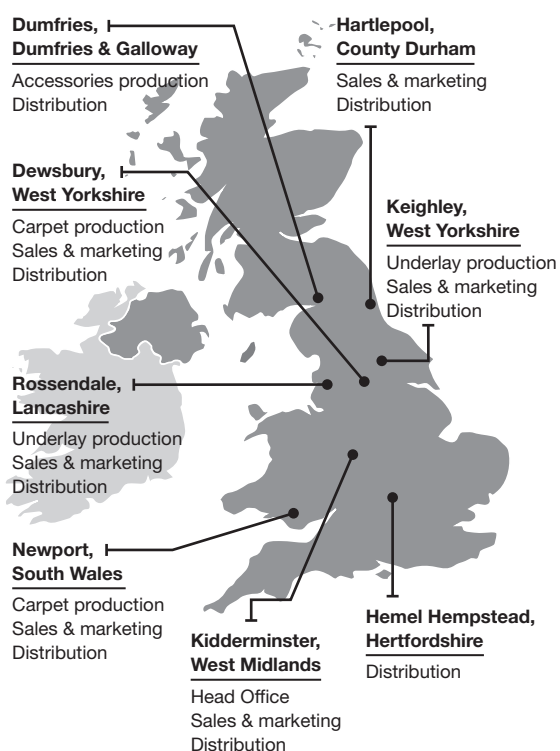 Dumfries,
Dumfries & Galloway
Accessories production
Distribution
Hartlepool,
County Durham
Sales & marketing
Distribution
Dewsbury,
West Yorkshire
Carpet production
Sales & marketing
Distribution
Keighley,
West Yorkshire
Underlay production
Sales & marketing
Distribution
Rossendale,
Lancashire
Underlay production
Sales & marketing
Distribution
Newport,
South Wales
Carpet production
Sales & marketing
Distribution
Kidderminster,
West Midlands
Head Office
Sales & marketing
Distribution
Hemel Hempstead,
Hertfordshire
Distribution